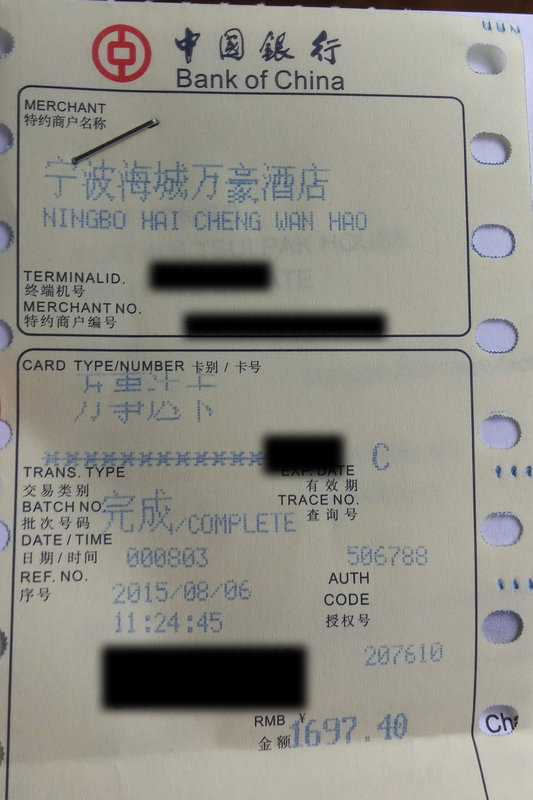 中国银行
Bank of China
MERCHANT
特约商户名称
宁波海城万豪酒店
NINGBO HAI CHENG WAN HAO
TERMINALID.
终端机号
MERCHANT NO.
特约商户编号
CARD TYPE/NUMBER 卡别/卡号
************ C
TRANS. TYPE EXP. DATE
交易类别 有效期
BATCH NO 完成/COMPLETE TRACE NO.
批次号码 查询号
DATE/TIME
日期/时间 000803 506788
REF. NO. AUTH
序号 2015/08/06 CODE
11:24:45 授权号
207610
RMB ¥
金额 1697.40